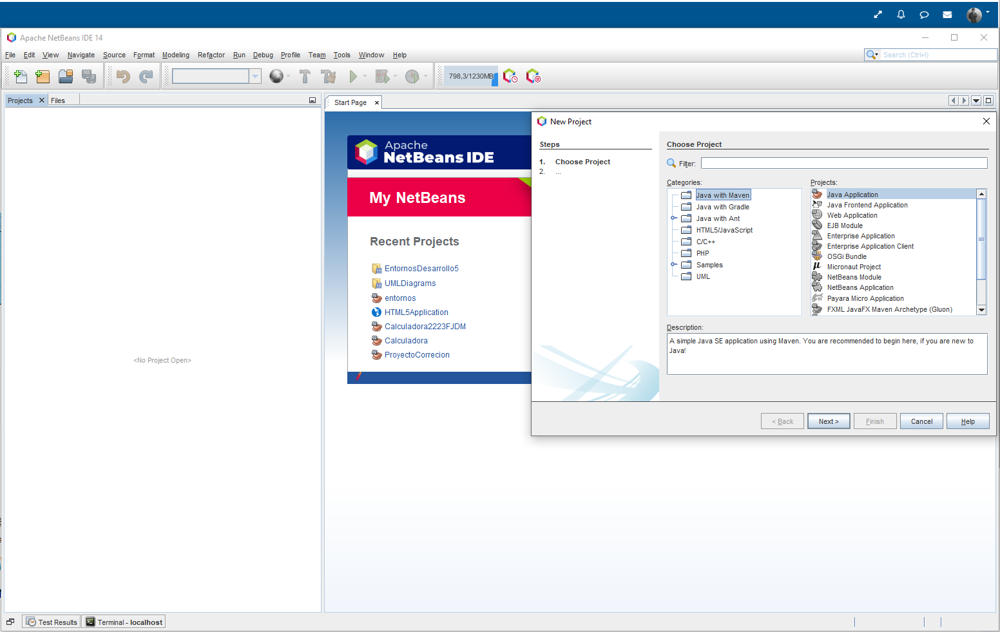 Apache NetBeans IDE 14
File Edit View Navigate Source Format Modeling Refactor Run Debug Profile Team Tools Window Help
Search (Ctrl+I)
798,3/1230MB
Projects
Files
<No Project Open>
Start Page
Apache
NetBeans IDE
My NetBeans
Recent Projects
EntornosDesarrollo5
UMLDiagrams
entornos
HTML5Application
Calculadora2223FJDM
Calculadora
ProyectoCorrecion
New Project
Steps
1. Choose Project
2. ...
Choose Project
Filter:
Categories:
Java with Maven
Java with Gradle
Java with Ant
HTML5/JavaScript
C/C++
PHP
Samples
UML
Projects:
Java Application
Java Frontend Application
Web Application
EJB Module
Enterprise Application
Enterprise Application Client
OSGi Bundle
Micronaut Project
NetBeans Module
NetBeans Application
Payara Micro Application
FXML JavaFX Maven Archetype (Gluon)
Description:
A simple Java SE application using Maven. You are recommended to begin here, if you are new to
Java!
< Back
Next >
Finish
Cancel
Help
Test Results
Terminal - localhost